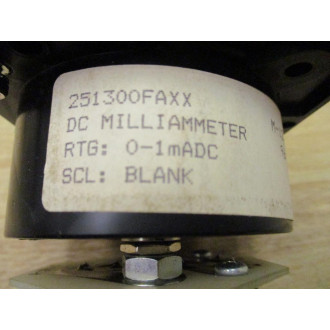 251300FAXX
DC MILLIAMMETER
RTG: 0-1mADC
SCL: BLANK